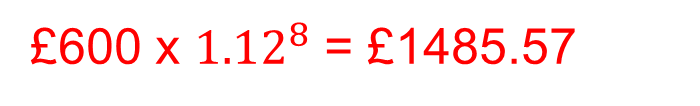 £600 x 1.12⁸ = £1485.57